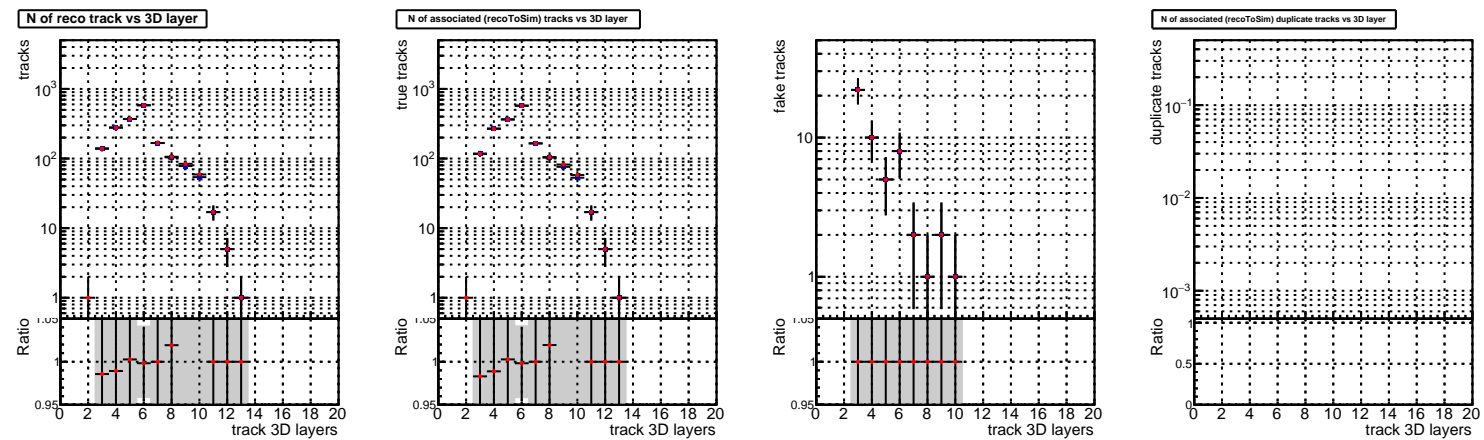 N of reco track vs 3D layer
tracks
10³
10²
10
1
Ratio
1.05
1
0.95
0 2 4 6 8 10 12 14 16 18 20
track 3D layers
N of associated (recoToSim) tracks vs 3D layer
true tracks
10³
10²
10
1
Ratio
1.05
1
0.95
0 2 4 6 8 10 12 14 16 18 20
track 3D layers
fake tracks
10
1
Ratio
1.05
1
0.95
0 2 4 6 8 10 12 14 16 18 20
track 3D layers
N of associated (recoToSim) duplicate tracks vs 3D layer
duplicate tracks
10⁻¹
10⁻²
10⁻³
Ratio
1
0.5
0
0 2 4 6 8 10 12 14 16 18 20
track 3D layers